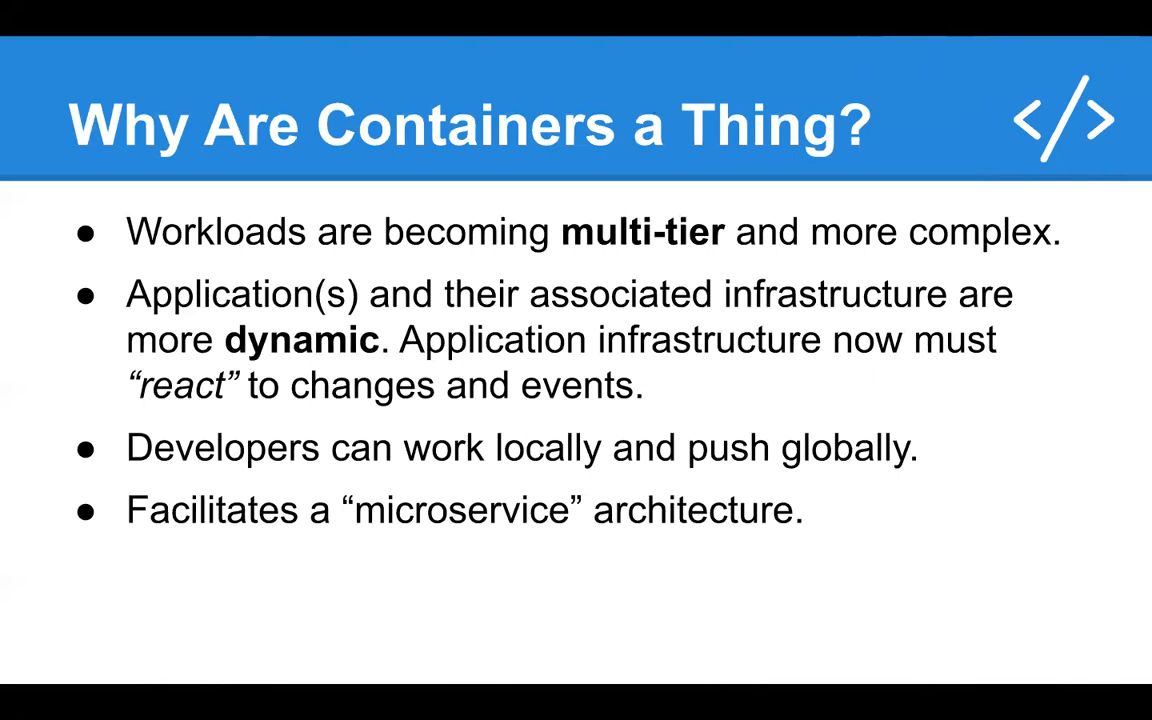 Why Are Containers a Thing?
</>
● Workloads are becoming multi-tier and more complex.
● Application(s) and their associated infrastructure are
more dynamic. Application infrastructure now must
“react” to changes and events.
● Developers can work locally and push globally.
● Facilitates a “microservice” architecture.